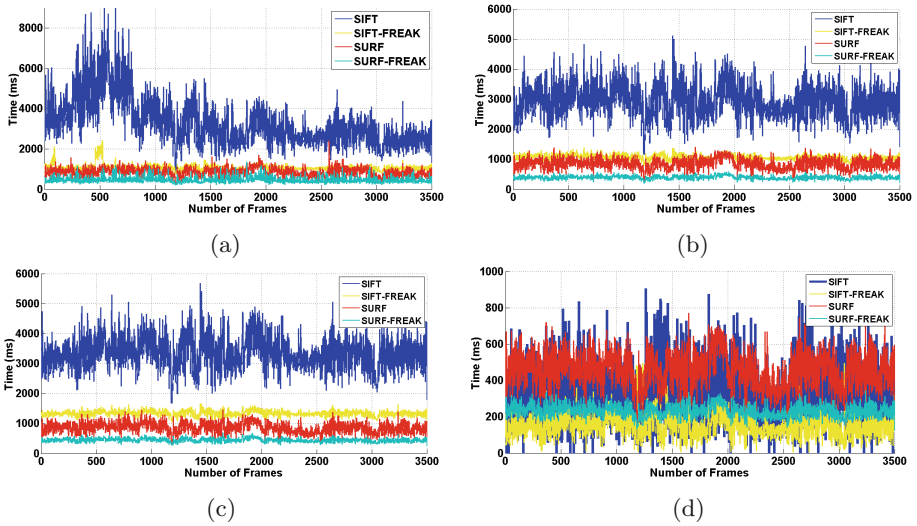 SIFT
SIFT-FREAK
SURF
SURF-FREAK
Time (ms)
8000
6000
4000
2000
0
0 500 1000 1500 2000 2500 3000 3500
Number of Frames
(a)
SIFT
SIFT-FREAK
SURF
SURF-FREAK
Time (ms)
6000
5000
4000
3000
2000
1000
0
0 500 1000 1500 2000 2500 3000 3500
Number of Frames
(b)
SIFT
SIFT-FREAK
SURF
SURF-FREAK
Time (ms)
6000
5000
4000
3000
2000
1000
0
0 500 1000 1500 2000 2500 3000 3500
Number of Frames
(c)
SIFT
SIFT-FREAK
SURF
SURF-FREAK
Time (ms)
1000
800
600
400
200
0
0 500 1000 1500 2000 2500 3000 3500
Number of Frames
(d)